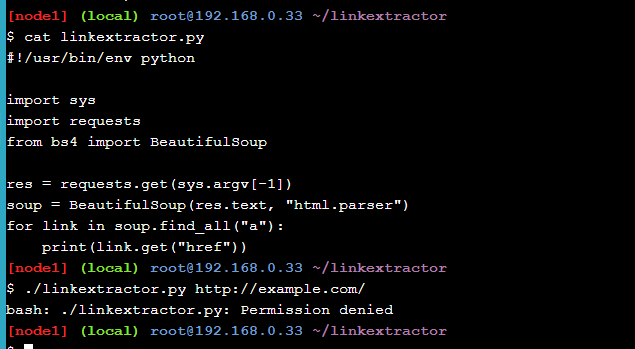 [node1] (local) root@192.168.0.33 ~/linkextractor
$ cat linkextractor.py
#!/usr/bin/env python
import sys
import requests
from bs4 import BeautifulSoup
res = requests.get(sys.argv[-1])
soup = BeautifulSoup(res.text, "html.parser")
for link in soup.find_all("a"):
    print(link.get("href"))
[node1] (local) root@192.168.0.33 ~/linkextractor
$ ./linkextractor.py http://example.com/
bash: ./linkextractor.py: Permission denied
[node1] (local) root@192.168.0.33 ~/linkextractor
$